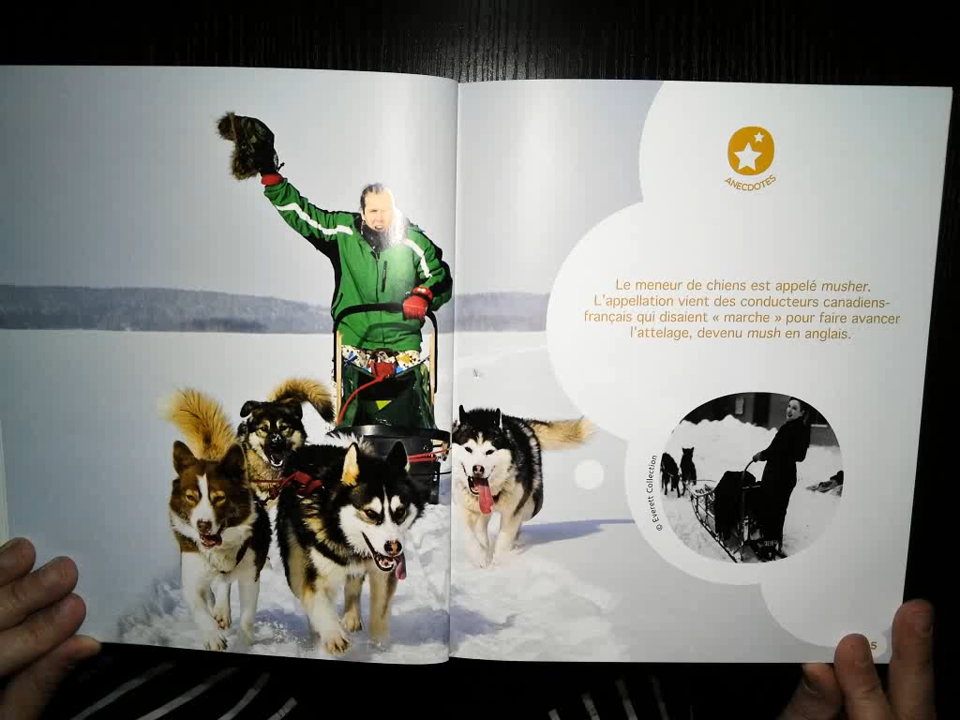 ANECDOTES
Le meneur de chiens est appelé musher.
L'appellation vient des conducteurs canadiens-
français qui disaient « marche » pour faire avancer
l'attelage, devenu mush en anglais.
© Everett Collection